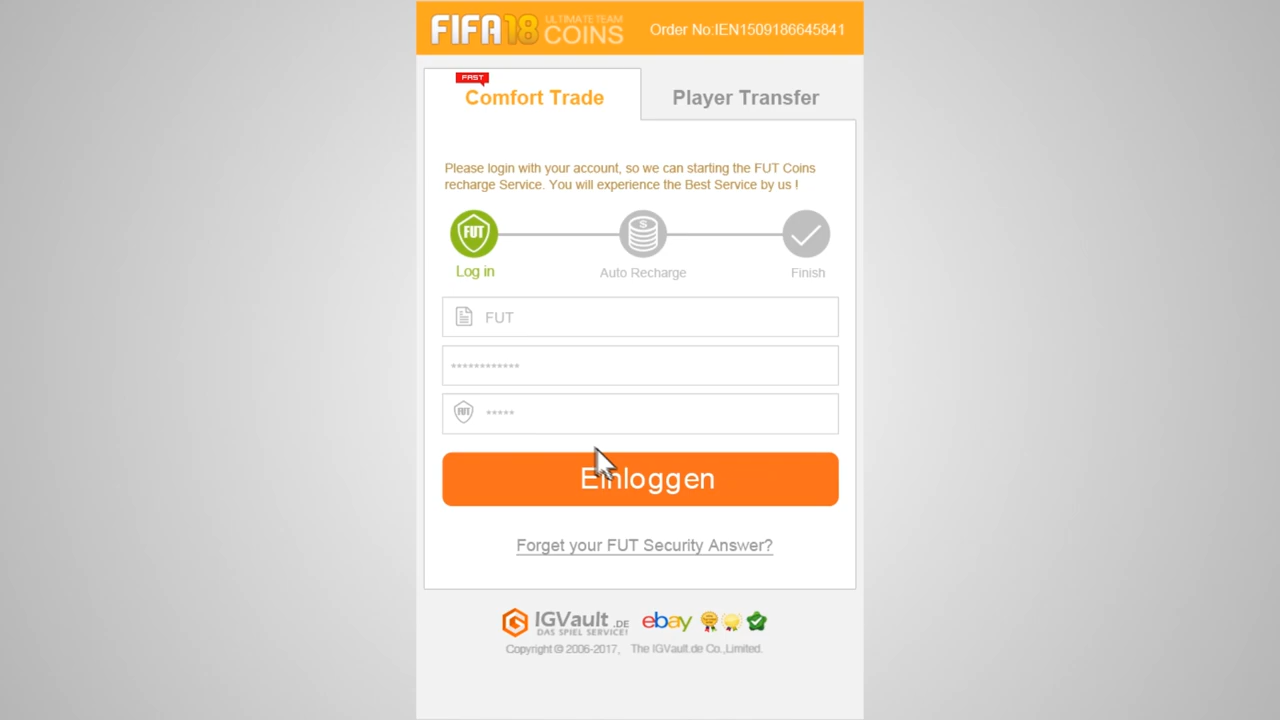 FIFA 18 ULTIMATE TEAM COINS
Order No:IEN1509186645841
FAST
Comfort Trade
Player Transfer
Please login with your account, so we can starting the FUT Coins
recharge Service. You will experience the Best Service by us !
FUT
$
Log in
Auto Recharge
Finish
FUT
************
FUT *****
Einloggen
Forget your FUT Security Answer?
IGVault.DE
DAS SPIEL SERVICE!
ebay
Copyright © 2006-2017, The IGVault.de Co.,Limited.